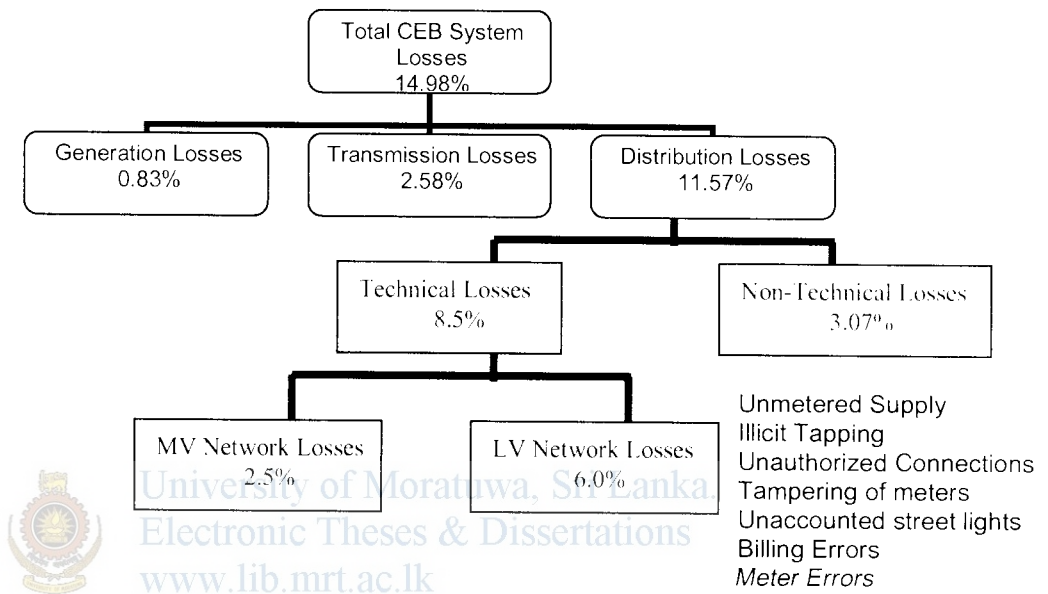 Total CEB System
Losses
14.98%
Generation Losses
0.83%
Transmission Losses
2.58%
Distribution Losses
11.57%
Technical Losses
8.5%
Non-Technical Losses
3.07%
MV Network Losses
2.5%
LV Network Losses
6.0%
Unmetered Supply
Illicit Tapping
Unauthorized Connections
Tampering of meters
Unaccounted street lights
Billing Errors
Meter Errors
University of Moratuwa, Sri Lanka.
Electronic Theses & Dissertations
www.lib.mrt.ac.lk